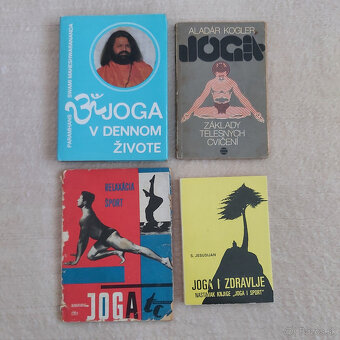 PARAMHANS
SWAMI MAHESHWARANANDA
JOGA
V DENNOM
ŽIVOTE
ALADÁR KOGLER
JOGA
ZÁKLADY
TELESNÝCH
CVIČENÍ
RELAXÁCIA
ŠPORT
JOGA
S. JESUDIJAN
JOGA I ZDRAVLJE
NASTAVAK KNJIGE „JOGA I SPORT"